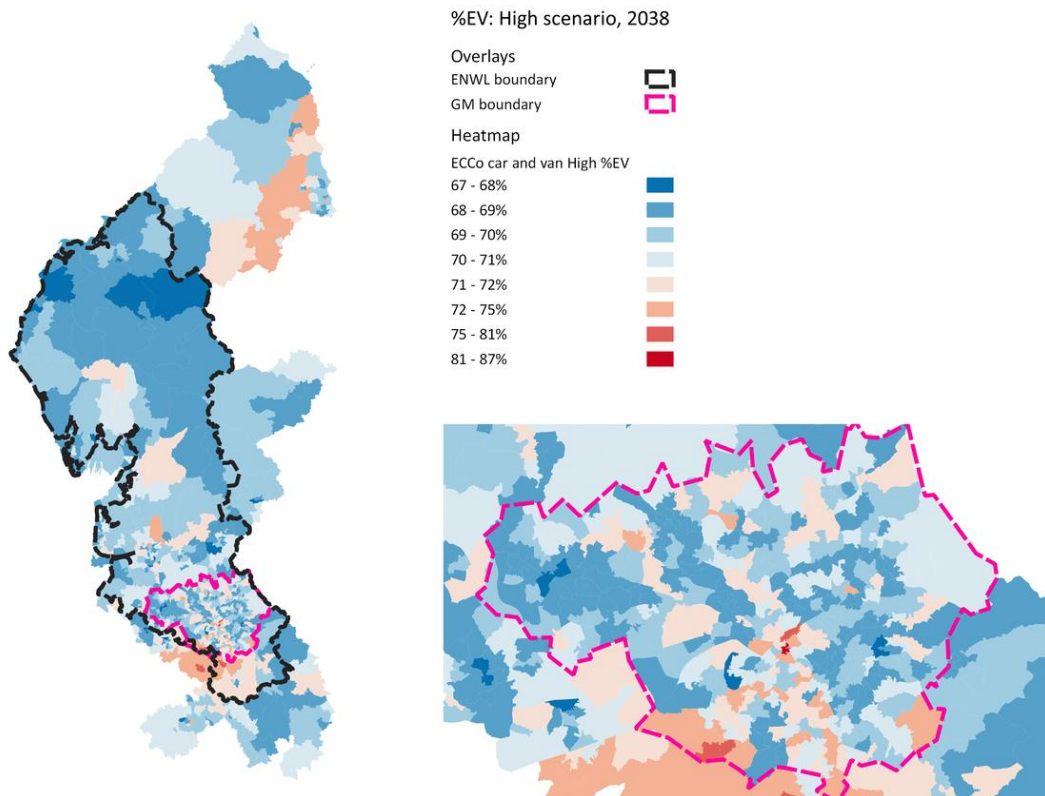 %EV: High scenario, 2038
Overlays
ENWL boundary
GM boundary
Heatmap
ECCo car and van High %EV
67 - 68%
68 - 69%
69 - 70%
70 - 71%
71 - 72%
72 - 75%
75 - 81%
81 - 87%